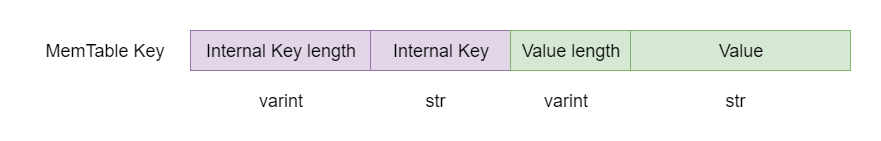 MemTable Key Internal Key length Internal Key Value length Value
varint str varint str